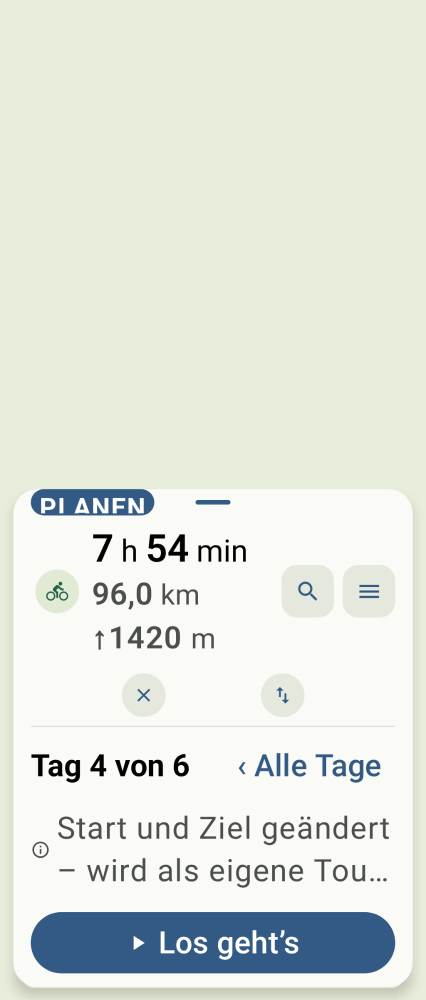 PLANEN
7 h 54 min
96,0 km
↑1420 m
Tag 4 von 6
‹ Alle Tage
Start und Ziel geändert
– wird als eigene Tou…
Los geht’s